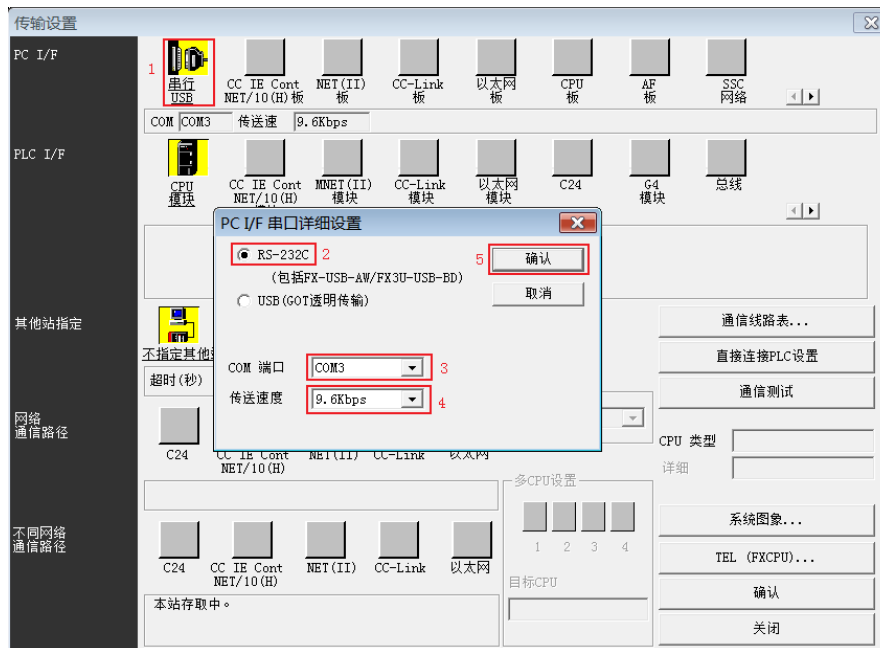 传输设置
PC I/F
1
串行
USB
CC IE Cont
NET/10(H)板
NET(II)
板
CC-Link
板
以太网
板
CPU
板
AF
板
SSC
网络
COM COM3 传送速 9.6Kbps
PLC I/F
CPU
模块
CC IE Cont
NET/10(H)
MNET(II)
模块
CC-Link
模块
以太网
模块
C24
G4
模块
总线
PC I/F 串口详细设置
RS-232C 2
(包括FX-USB-AW/FX3U-USB-BD)
USB(GOT透明传输)
5 确认
取消
COM 端口 COM3 3
传送速度 9.6Kbps 4
其他站指定
不指定其他
超时(秒)
通信线路表...
直接连接PLC设置
通信测试
CPU 类型
详细
网络
通信路径
C24
CC IE Cont
NET/10(H)
NET(II)
CC-Link
以太网
多CPU设置
1 2 3 4
目标CPU
系统图象...
TEL (FXCPU)...
确认
关闭
不同网络
通信路径
C24
CC IE Cont
NET/10(H)
NET(II)
CC-Link
以太网
本站存取中。